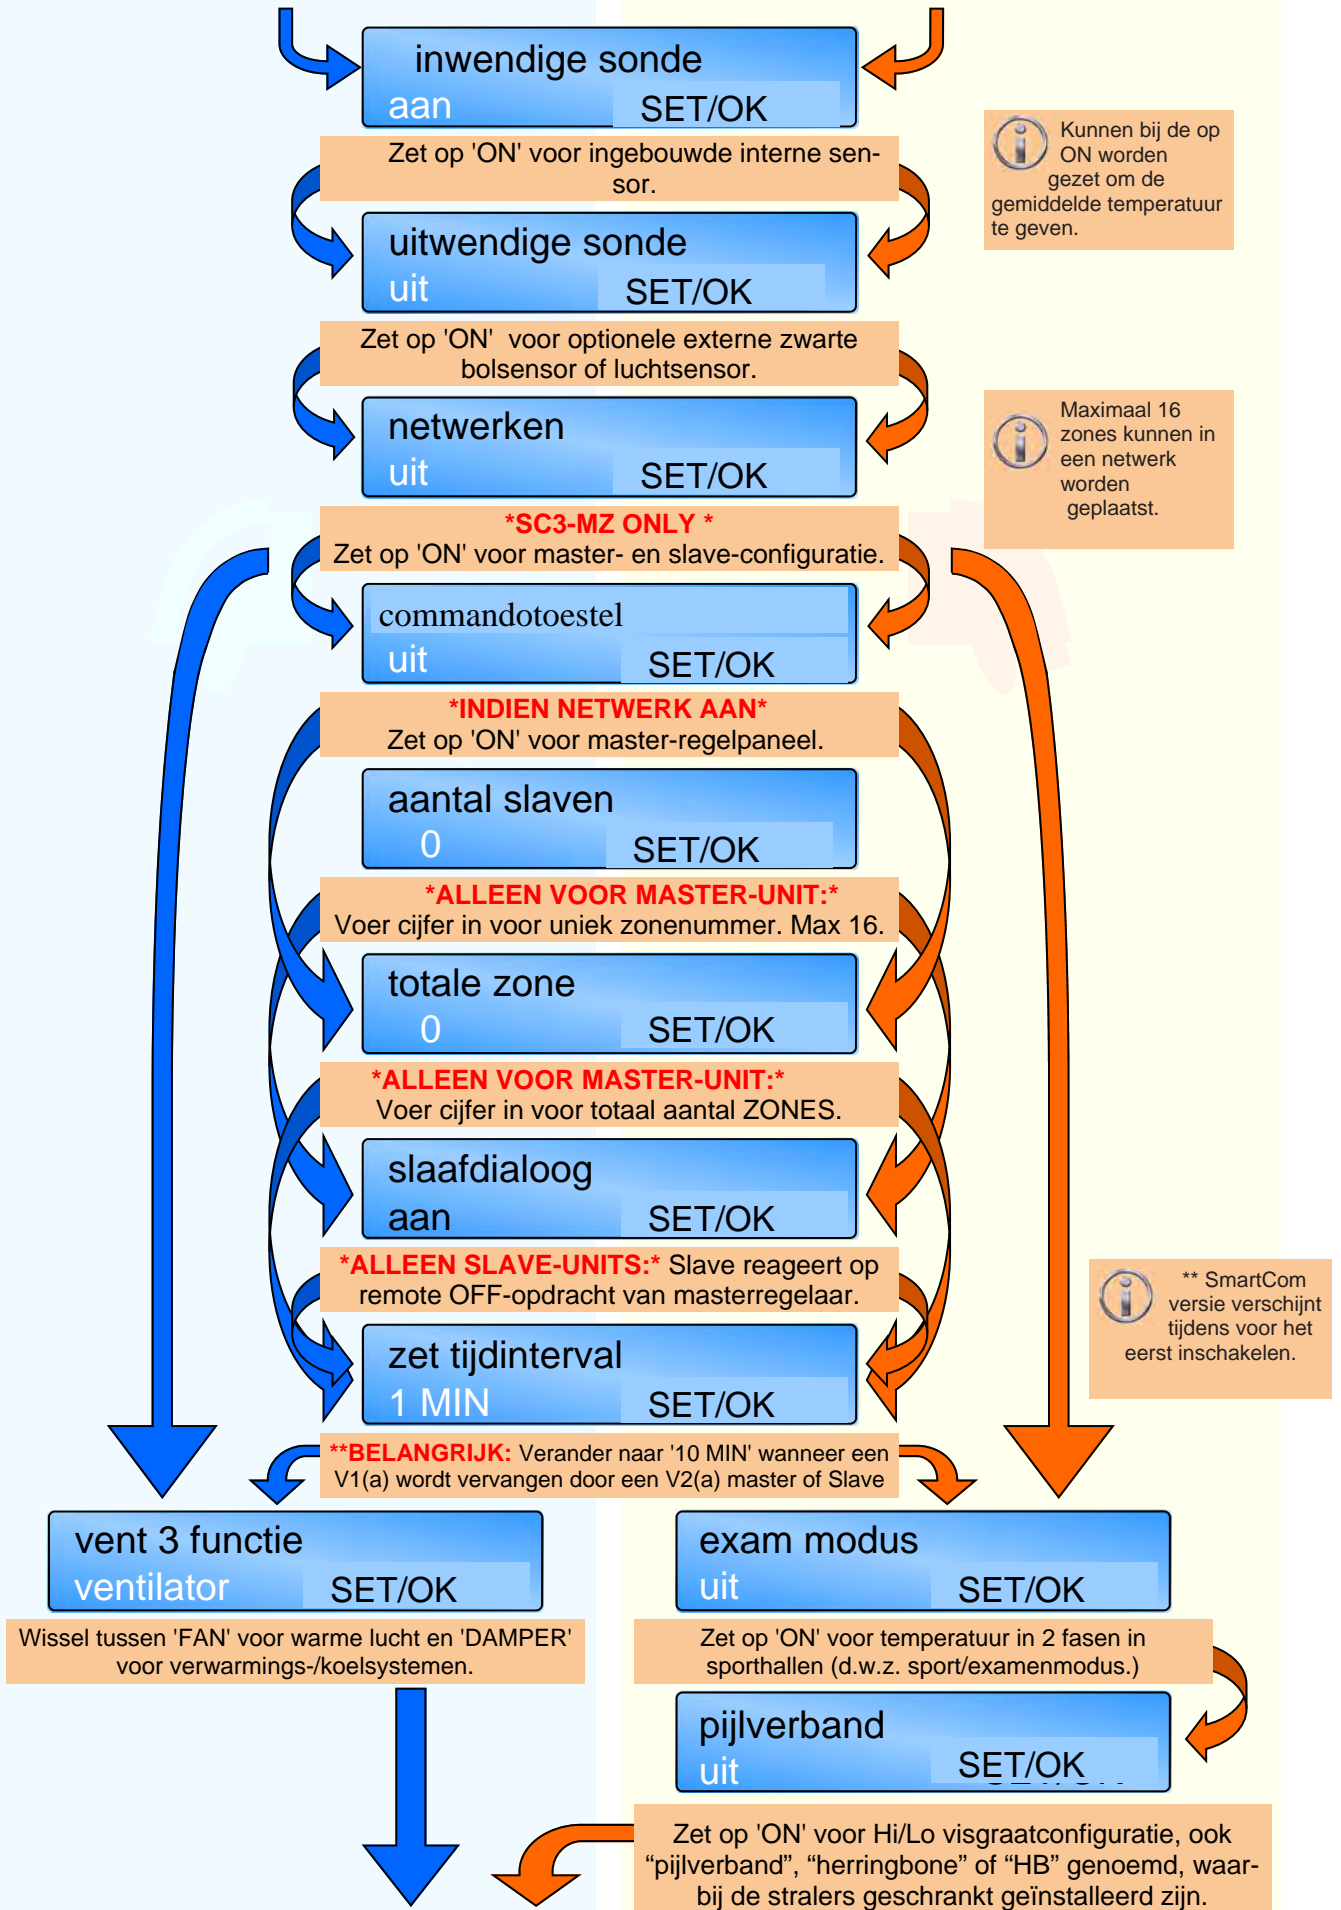 inwendige sonde
aan SET/OK
Zet op 'ON' voor ingebouwde interne sen-
sor.
Kunnen bij de op
ON worden
gezet om de
gemiddelde temperatuur
te geven.
uitwendige sonde
uit SET/OK
Zet op 'ON' voor optionele externe zwarte
bolsensor of luchtsensor.
netwerken
uit SET/OK
Maximaal 16
zones kunnen in
een netwerk
worden
geplaatst.
*SC3-MZ ONLY *
Zet op 'ON' voor master- en slave-configuratie.
commandotoestel
uit SET/OK
*INDIEN NETWERK AAN*
Zet op 'ON' voor master-regelpaneel.
aantal slaven
0 SET/OK
*ALLEEN VOOR MASTER-UNIT:*
Voer cijfer in voor uniek zonenummer. Max 16.
totale zone
0 SET/OK
*ALLEEN VOOR MASTER-UNIT:*
Voer cijfer in voor totaal aantal ZONES.
slaafdialoog
aan SET/OK
*ALLEEN SLAVE-UNITS:* Slave reageert op
remote OFF-opdracht van masterregelaar.
** SmartCom
versie verschijnt
tijdens voor het
eerst inschakelen.
zet tijdinterval
1 MIN SET/OK
**BELANGRIJK: Verander naar '10 MIN' wanneer een
V1(a) wordt vervangen door een V2(a) master of Slave
vent 3 functie
ventilator SET/OK
Wissel tussen 'FAN' voor warme lucht en 'DAMPER'
voor verwarmings-/koelsystemen.
exam modus
uit SET/OK
Zet op 'ON' voor temperatuur in 2 fasen in
sporthallen (d.w.z. sport/examenmodus.)
pijlverband
uit SET/OK
Zet op 'ON' voor Hi/Lo visgraatconfiguratie, ook
“pijlverband”, “herringbone” of “HB” genoemd, waar-
bij de stralers geschrankt geïnstalleerd zijn.